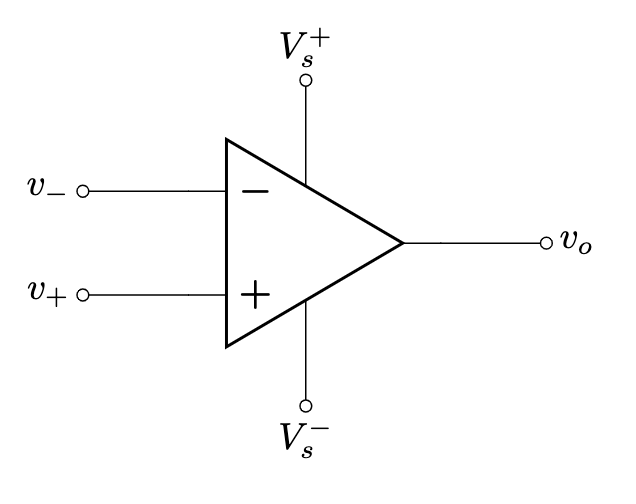 V_s^+
v_-
−
v_o
v_+
+
V_s^-